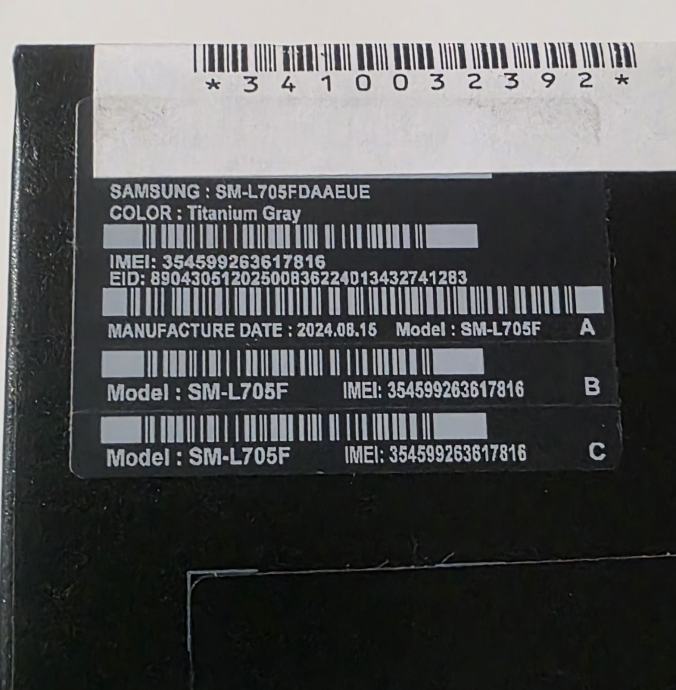 *3410032392*
SAMSUNG : SM-L705FDAAEUE
COLOR : Titanium Gray
IMEI: 354599263617816
EID: 89043051202500836224013432741283
MANUFACTURE DATE : 2024.08.15 Model : SM-L705F A
Model : SM-L705F IMEI: 354599263617816 B
Model : SM-L705F IMEI: 354599263617816 C